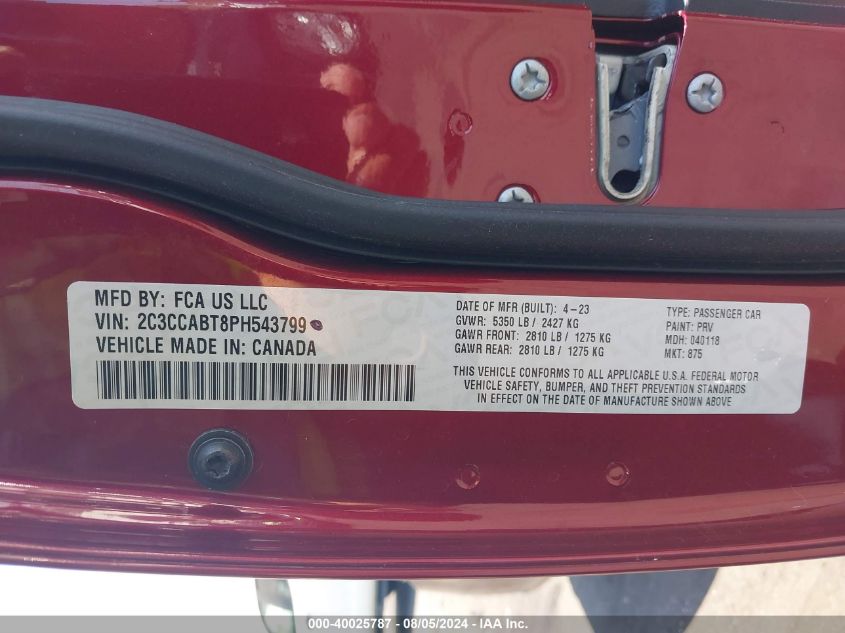 MFD BY: FCA US LLC
VIN: 2C3CCABT8PH543799
VEHICLE MADE IN: CANADA
DATE OF MFR (BUILT): 4-23
GVWR: 5350 LB / 2427 KG
GAWR FRONT: 2810 LB / 1275 KG
GAWR REAR: 2810 LB / 1275 KG
TYPE: PASSENGER CAR
PAINT: PRV
MDH: 040118
MKT: 875
THIS VEHICLE CONFORMS TO ALL APPLICABLE U.S.A. FEDERAL MOTOR
VEHICLE SAFETY, BUMPER, AND THEFT PREVENTION STANDARDS
IN EFFECT ON THE DATE OF MANUFACTURE SHOWN ABOVE
000-40025787 - 08/05/2024 - IAAI Inc.